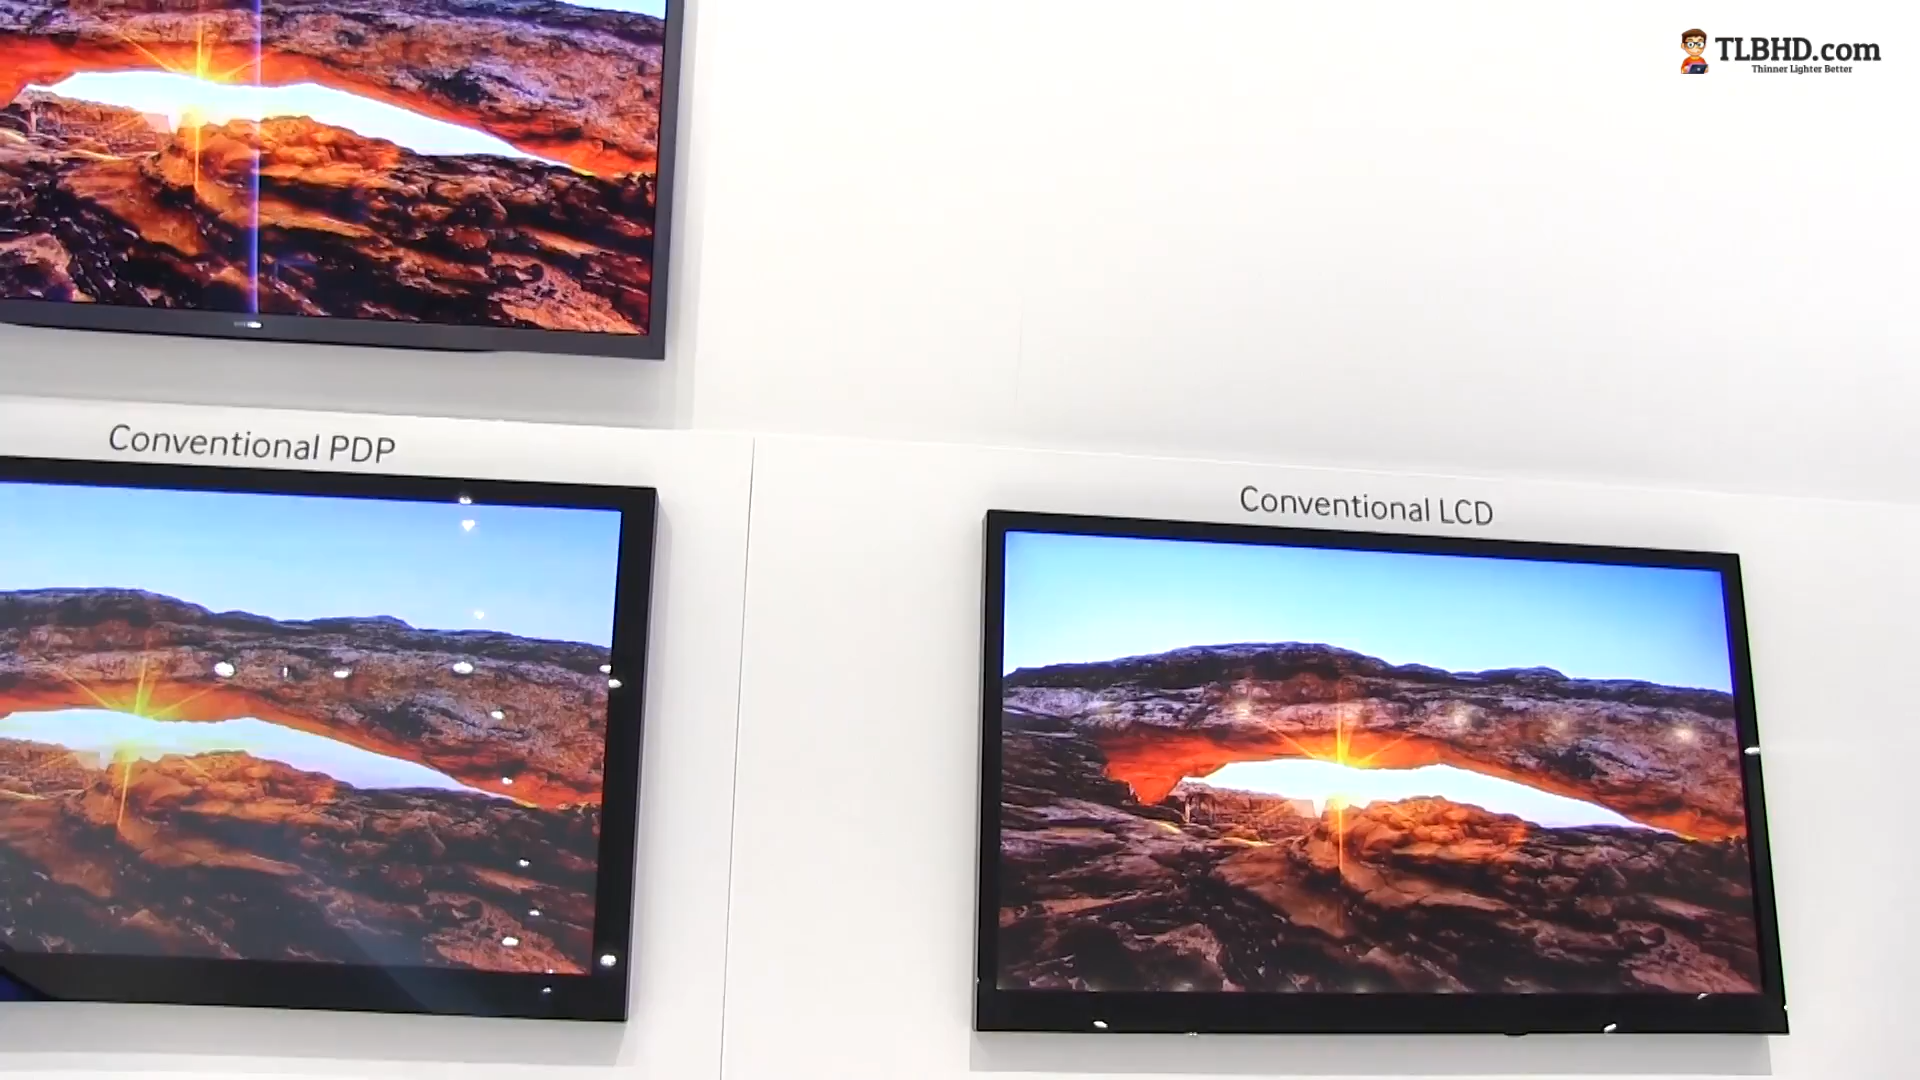 TLBHD.com
Thinner Lighter Better
Conventional PDP
Conventional LCD